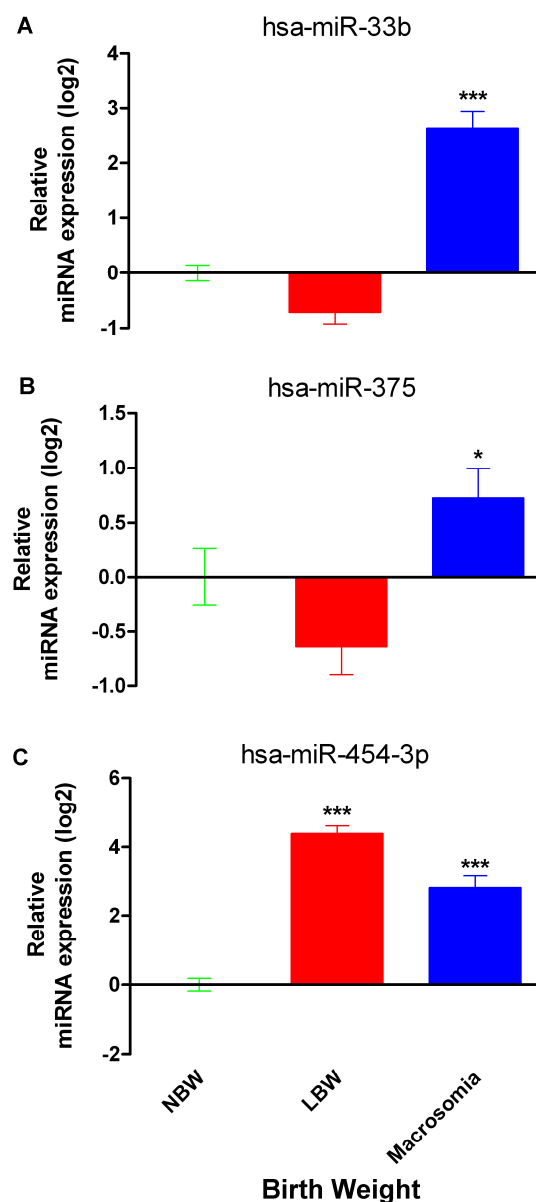 A
hsa-miR-33b
Relative
miRNA expression (log2)
4
3
2
1
0
-1
***
B
hsa-miR-375
Relative
miRNA expression (log2)
1.5
1.0
0.5
0.0
-0.5
-1.0
*
C
hsa-miR-454-3p
Relative
miRNA expression (log2)
6
4
2
0
-2
***
***
NBW
LBW
Macrosomia
Birth Weight